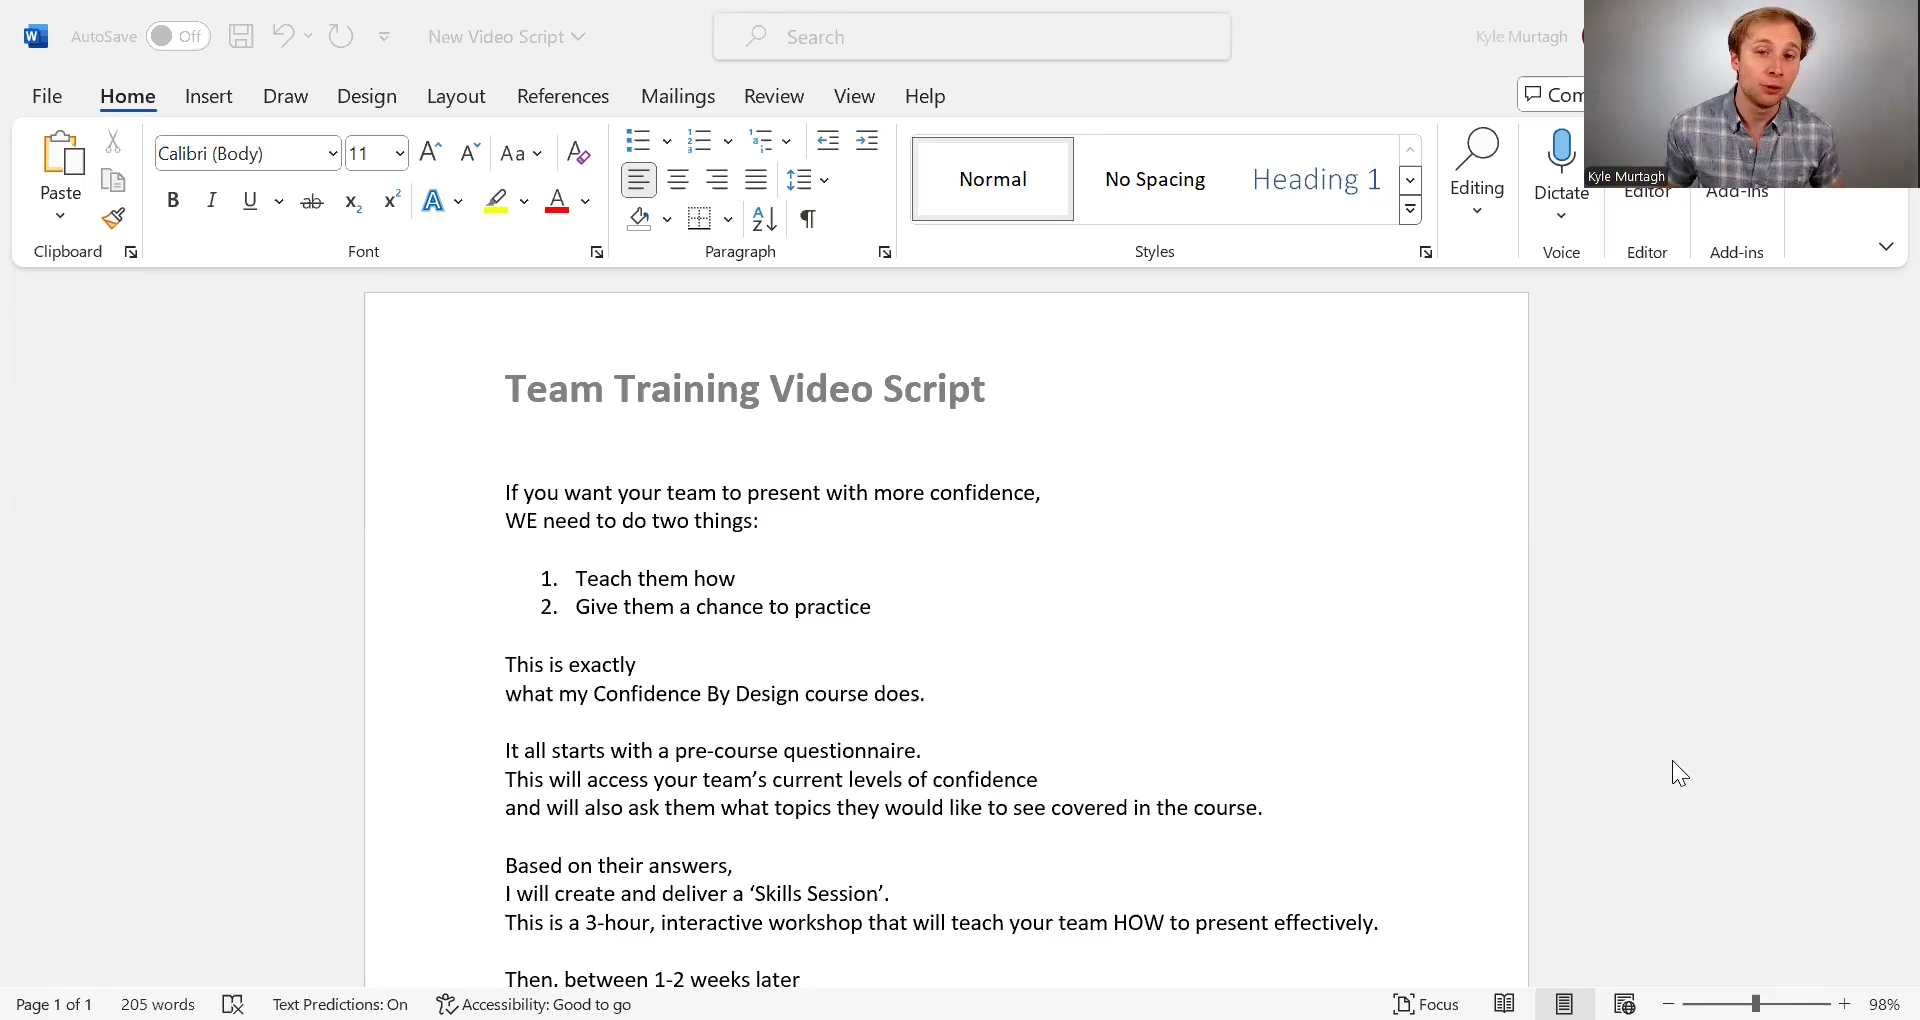 AutoSave Off New Video Script Search Kyle Murtagh
File Home Insert Draw Design Layout References Mailings Review View Help Com
Kyle Murtagh
Paste Calibri (Body) 11 Aa Normal No Spacing Heading 1 Editing Dictate Editor Add-ins
Clipboard Font Paragraph Styles Voice Editor Add-ins
Team Training Video Script
If you want your team to present with more confidence,
WE need to do two things:
1. Teach them how
2. Give them a chance to practice
This is exactly
what my Confidence By Design course does.
It all starts with a pre-course questionnaire.
This will access your team’s current levels of confidence
and will also ask them what topics they would like to see covered in the course.
Based on their answers,
I will create and deliver a ‘Skills Session’.
This is a 3-hour, interactive workshop that will teach your team HOW to present effectively.
Then, between 1-2 weeks later
Page 1 of 1 205 words Text Predictions: On Accessibility: Good to go Focus 98%